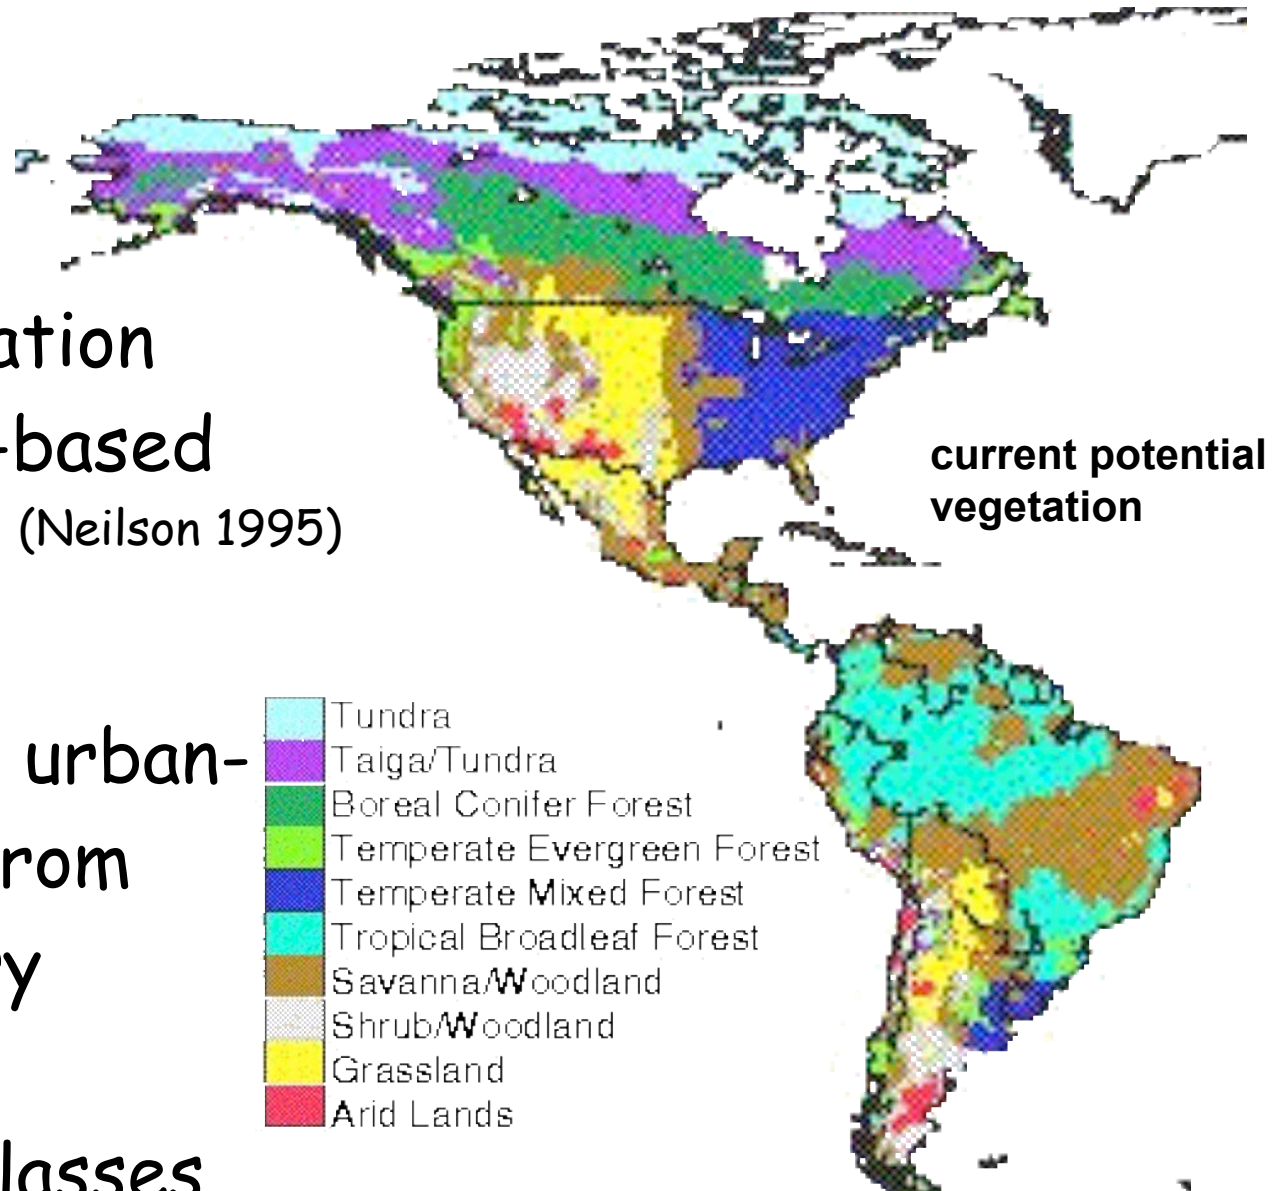 ation
-based
(Neilson 1995)
current potential
vegetation
urban-
rom
y
lasses
Tundra
Taiga/Tundra
Boreal Conifer Forest
Temperate Evergreen Forest
Temperate Mixed Forest
Tropical Broadleaf Forest
Savanna/Woodland
Shrub/Woodland
Grassland
Arid Lands